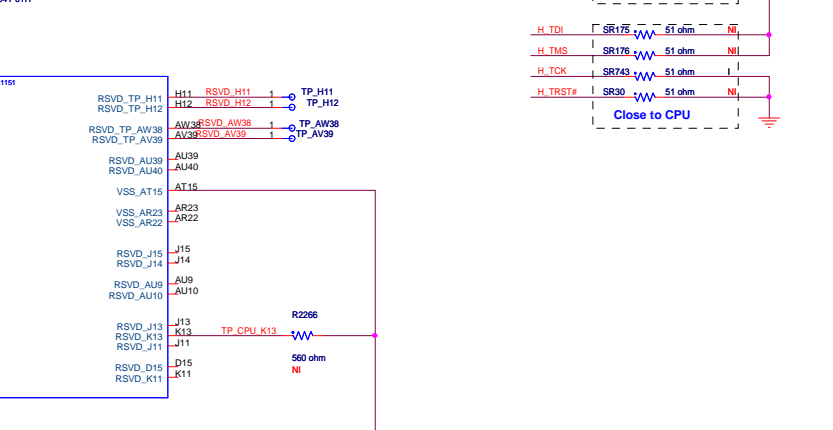 H_TDI SR175 51 ohm NI
H_TMS SR176 51 ohm NI
H_TCK SR743 51 ohm I
H_TRST# SR30 51 ohm NI
Close to CPU
1151
RSVD_TP_H11 H11 RSVD_H11 1 TP_H11
RSVD_TP_H12 H12 RSVD_H12 1 TP_H12
RSVD_TP_AW38 AW38 RSVD_AW38 1 TP_AW38
RSVD_TP_AV39 AV39 RSVD_AV39 1 TP_AV39
RSVD_AU39 AU39
RSVD_AU40 AU40
VSS_AT15 AT15
VSS_AR23 AR23
VSS_AR22 AR22
RSVD_J15 J15
RSVD_J14 J14
RSVD_AU9 AU9
RSVD_AU10 AU10
R2266
RSVD_J13 J13
RSVD_K13 K13 TP_CPU_K13
RSVD_J11 J11
560 ohm
NI
RSVD_D15 D15
RSVD_K11 K11